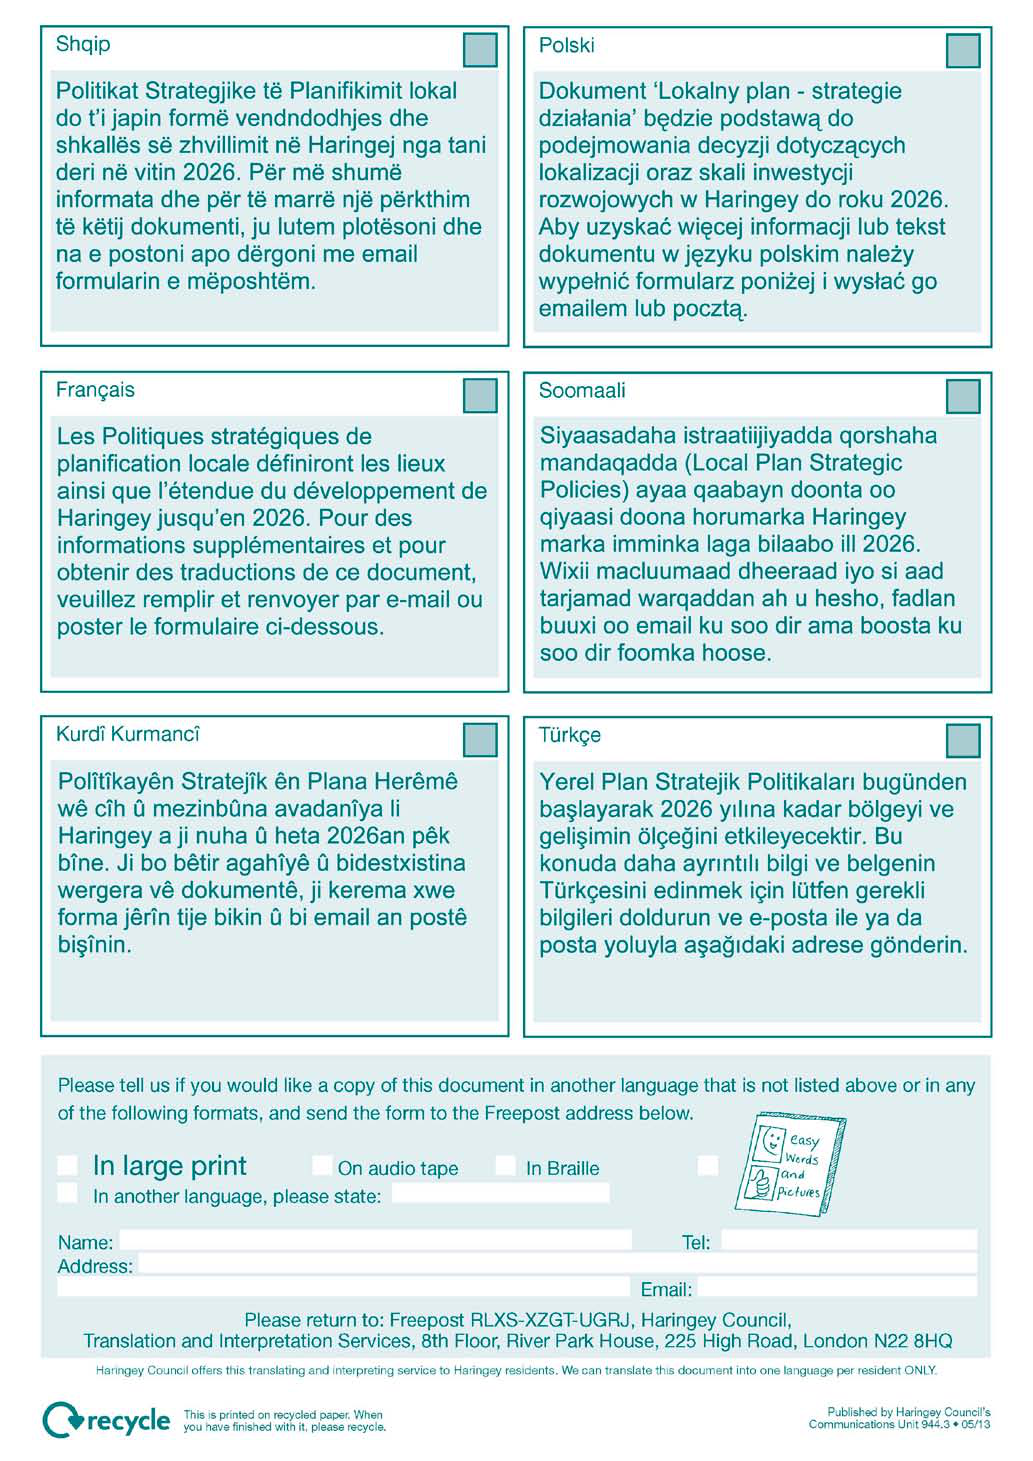 Shqip
Politikat Strategjike të Planifikimit lokal
do t'i japin formë vendndodhjes dhe
shkallës së zhvillimit në Haringej nga tani
deri në vitin 2026. Për më shumë
informata dhe për të marrë një përkthim
të këtij dokumenti, ju lutem plotësoni dhe
na e postoni apo dërgoni me email
formularin e mëposhtëm.
Polski
Dokument ‘Lokalny plan - strategie
działania’ będzie podstawą do
podejmowania decyzji dotyczących
lokalizacji oraz skali inwestycji
rozwojowych w Haringey do roku 2026.
Aby uzyskać więcej informacji lub tekst
dokumentu w języku polskim należy
wypełnić formularz poniżej i wysłać go
emailem lub pocztą.
Français
Les Politiques stratégiques de
planification locale définiront les lieux
ainsi que l’étendue du développement de
Haringey jusqu’en 2026. Pour des
informations supplémentaires et pour
obtenir des traductions de ce document,
veuillez remplir et renvoyer par e-mail ou
poster le formulaire ci-dessous.
Soomaali
Siyaasadaha istraatiijiyadda qorshaha
mandaqadda (Local Plan Strategic
Policies) ayaa qaabayn doonta oo
qiyaasi doona horumarka Haringey
marka imminka laga bilaabo ill 2026.
Wixii macluumaad dheeraad iyo si aad
tarjamad warqaddan ah u hesho, fadlan
buuxi oo email ku soo dir ama boosta ku
soo dir foomka hoose.
Kurdî Kurmancî
Polîtîkayên Stratejîk ên Plana Herêmê
wê cîh û mezinbûna avadanîya li
Haringey a ji nuha û heta 2026an pêk
bîne. Ji bo bêtir agahîyê û bidestxistina
wergera vê dokumentê, ji kerema xwe
forma jêrîn tije bikin û bi email an postê
bişînin.
Türkçe
Yerel Plan Stratejik Politikaları bugünden
başlayarak 2026 yılına kadar bölgeyi ve
gelişimin ölçeğini etkileyecektir. Bu
konuda daha ayrıntılı bilgi ve belgenin
Türkçesini edinmek için lütfen gerekli
bilgileri doldurun ve e-posta ile ya da
posta yoluyla aşağıdaki adrese gönderin.
Please tell us if you would like a copy of this document in another language that is not listed above or in any
of the following formats, and send the form to the Freepost address below.
In large print On audio tape In Braille
easy
Words
and
pictures
In another language, please state:
Name: Tel:
Address:
Email:
Please return to: Freepost RLXS-XZGT-UGRJ, Haringey Council,
Translation and Interpretation Services, 8th Floor, River Park House, 225 High Road, London N22 8HQ
Haringey Council offers this translating and interpreting service to Haringey residents. We can translate this document into one language per resident ONLY.
recycle
This is printed on recycled paper. When
you have finished with it, please recycle.
Published by Haringey Council’s
Communications Unit 944.3 • 05/13